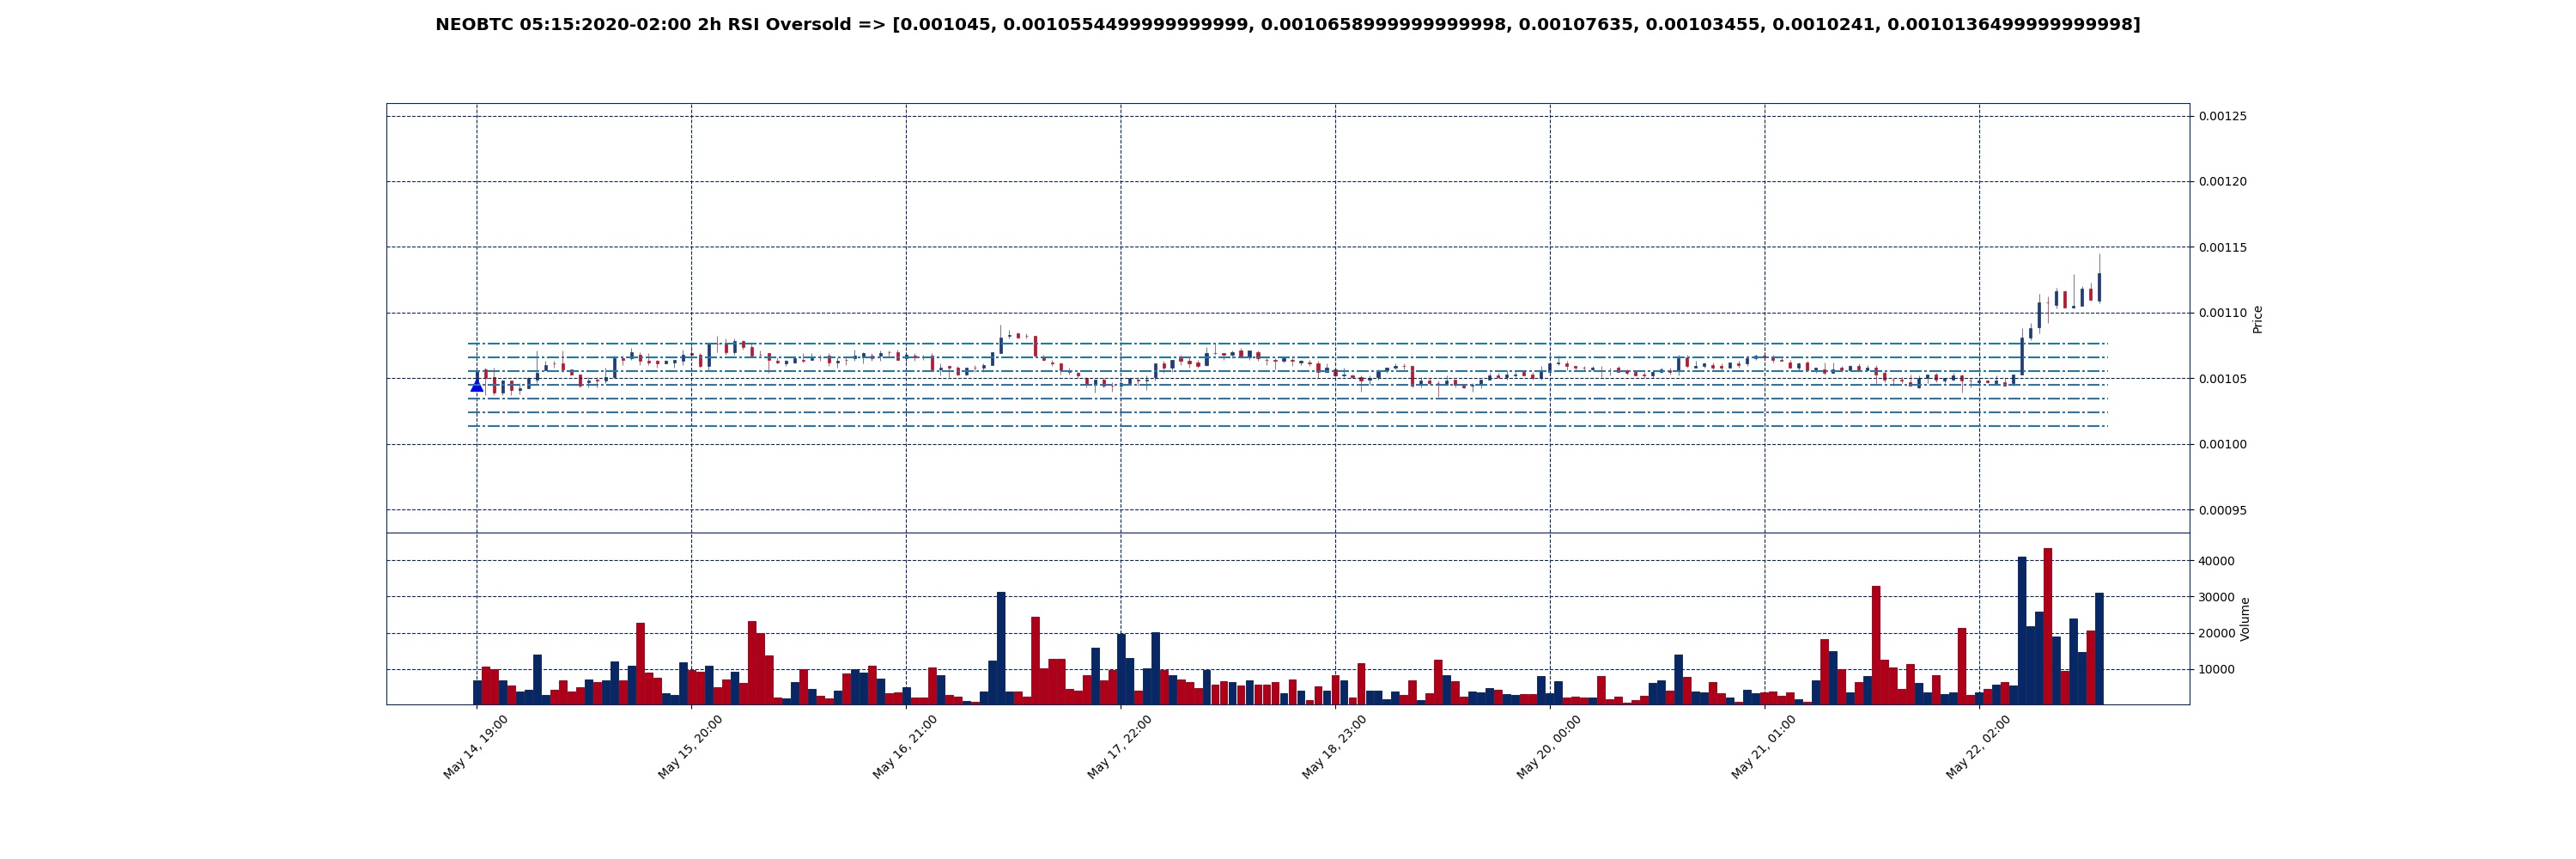 NEOBTC 05:15:2020-02:00 2h RSI Oversold => [0.001045, 0.0010554499999999999, 0.0010658999999999998, 0.00107635, 0.00103455, 0.0010241, 0.0010136499999999998]
0.00125
0.00120
0.00115
0.00110
Price
0.00105
0.00100
0.00095
40000
30000
20000
Volume
10000
May 14, 19:00
May 15, 20:00
May 16, 21:00
May 17, 22:00
May 18, 23:00
May 20, 00:00
May 21, 01:00
May 22, 02:00